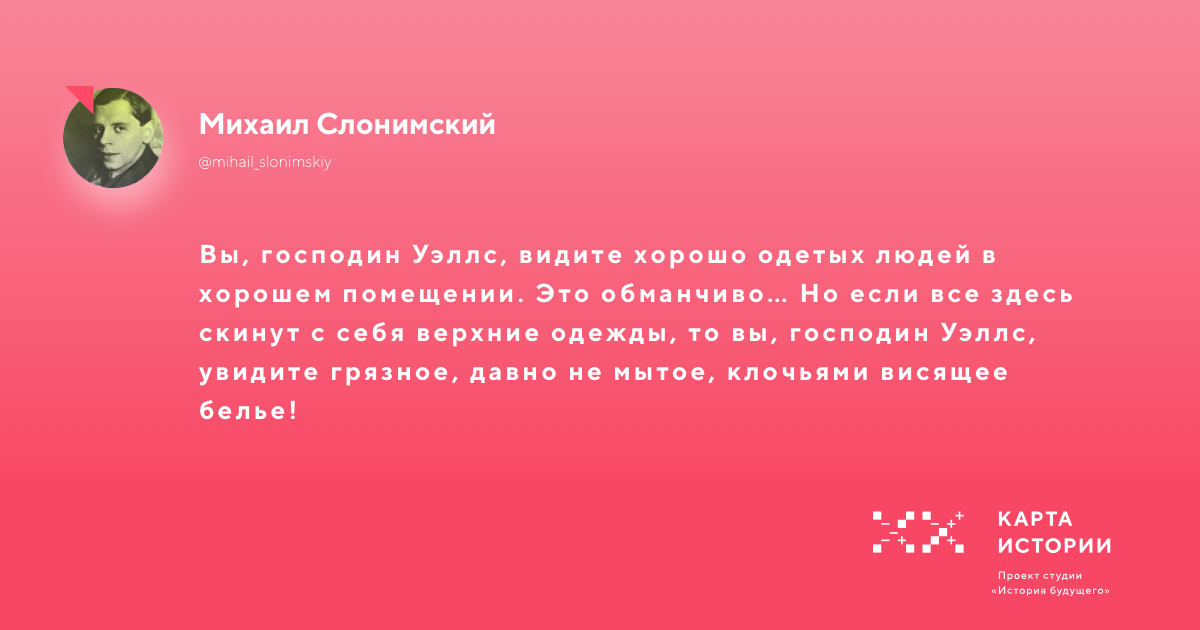 Михаил Слонимский
@mihail_slonimskiy
Вы, господин Уэллс, видите хорошо одетых людей в
хорошем помещении. Это обманчиво... Но если все здесь
скинут с себя верхние одежды, то вы, господин Уэллс,
увидите грязное, давно не мытое, клочьями висящее
белье!
КАРТА
ИСТОРИИ
Проект студии
«История будущего»